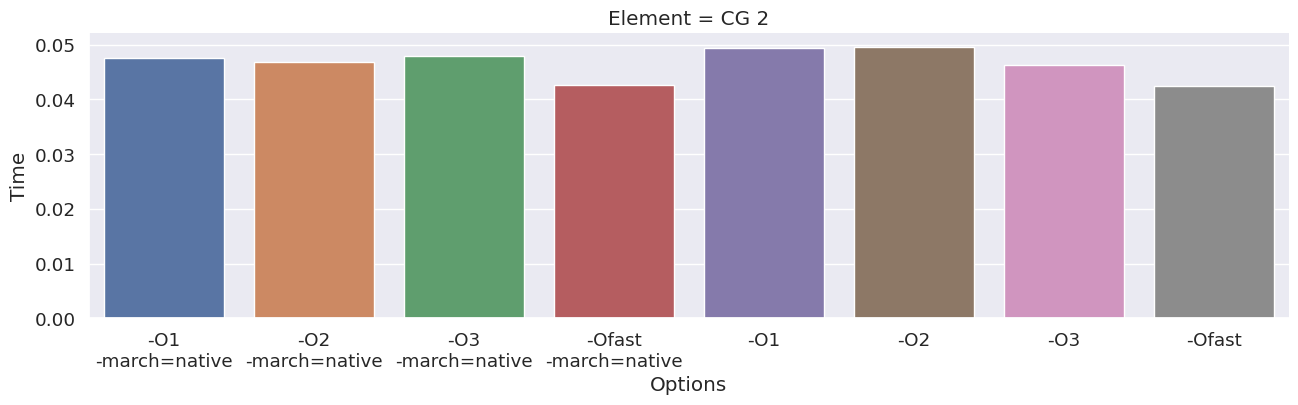 Element = CG 2
Time
0.05
0.04
0.03
0.02
0.01
0.00
-O1 -O2 -O3 -Ofast -O1 -O2 -O3 -Ofast
-march=native -march=native -march=native -march=native
Options